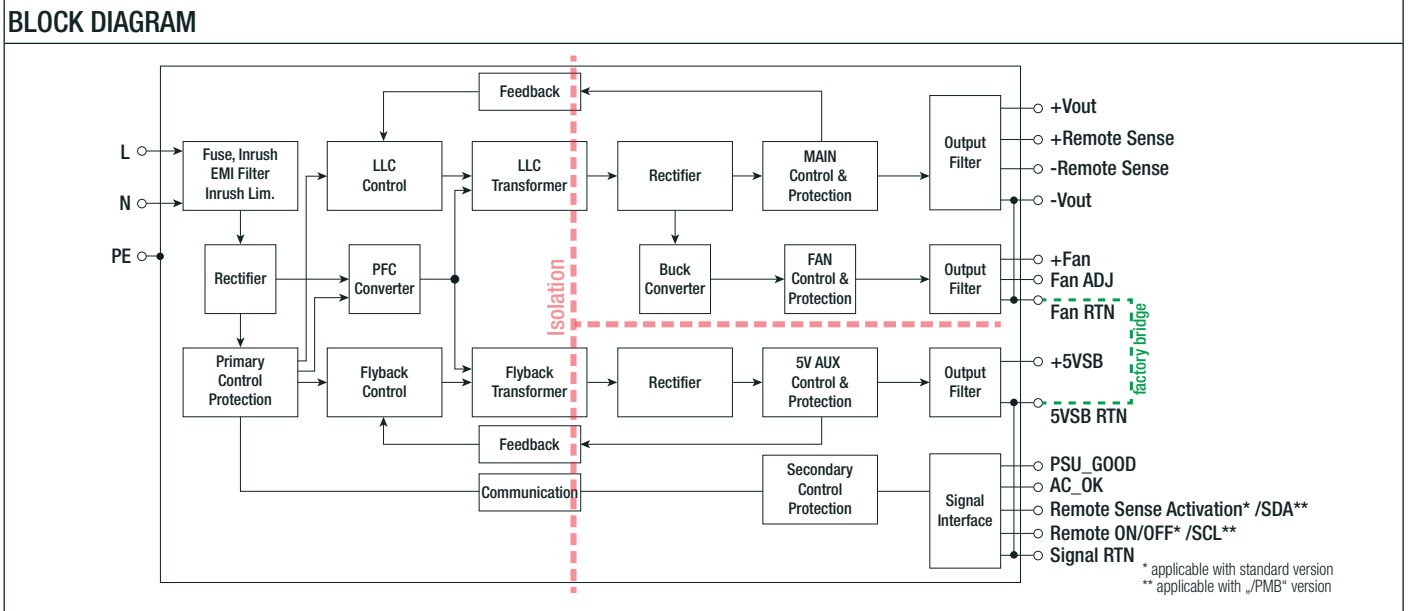 BLOCK DIAGRAM
Feedback
L
N
PE
Fuse, Inrush
EMI Filter
Inrush Lim.
LLC
Control
LLC
Transformer
Rectifier
MAIN
Control &
Protection
Output
Filter
+Vout
+Remote Sense
-Remote Sense
-Vout
Rectifier
PFC
Converter
Isolation
Buck
Converter
FAN
Control &
Protection
Output
Filter
+Fan
Fan ADJ
Fan RTN
factory bridge
Primary
Control
Protection
Flyback
Control
Flyback
Transformer
Rectifier
5V AUX
Control &
Protection
Output
Filter
+5VSB
5VSB RTN
Feedback
Communication
Secondary
Control
Protection
Signal
Interface
PSU_GOOD
AC_OK
Remote Sense Activation* /SDA**
Remote ON/OFF* /SCL**
Signal RTN
* applicable with standard version
** applicable with „/PMB“ version